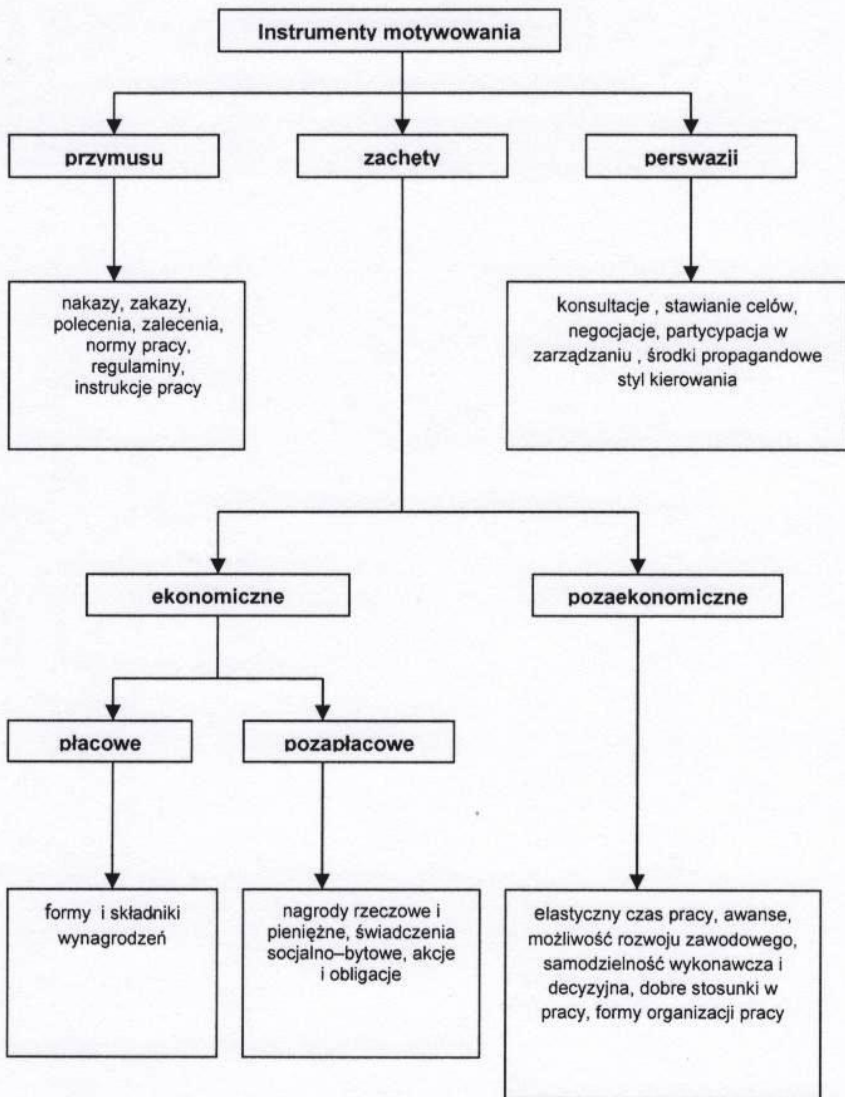 Instrumenty motywowania
przymusu
zachęty
perswazji
nakazy, zakazy,
polecenia, zalecenia,
normy pracy,
regulaminy,
instrukcje pracy
konsultacje , stawianie celów,
negocjacje, partycypacja w
zarządzaniu , środki propagandowe
styl kierowania
ekonomiczne
pozaekonomiczne
płacowe
pozapłacowe
formy i składniki
wynagrodzeń
nagrody rzeczowe i
pieniężne, świadczenia
socjalno–bytowe, akcje
i obligacje
elastyczny czas pracy, awanse,
możliwość rozwoju zawodowego,
samodzielność wykonawcza i
decyzyjna, dobre stosunki w
pracy, formy organizacji pracy